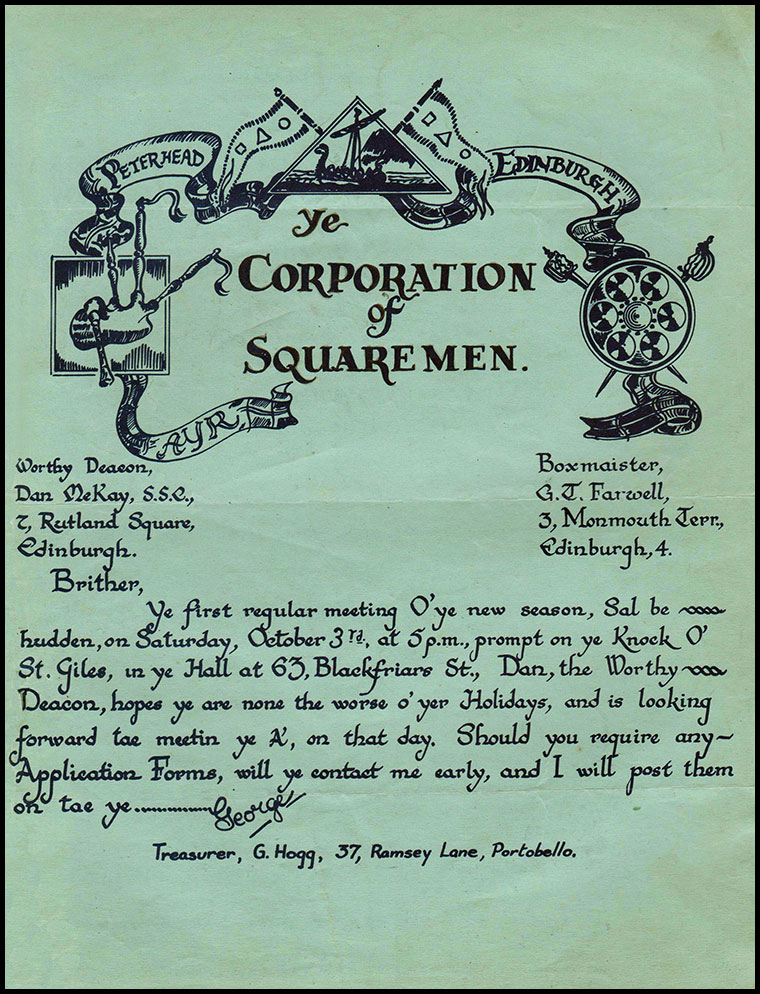 PETERHEAD
EDINBURGH
Ye
CORPORATION
of
SQUAREMEN.
AYR
Worthy Deacon,
Dan McKay, S.S.C.,
7, Rutland Square,
Edinburgh.
Boxmaister,
G.T. Farwell,
3, Monmouth Terr.,
Edinburgh, 4.
Brither,
Ye first regular meeting O' ye new season, Sal be
hudden, on Saturday, October 3rd, at 5 p.m., prompt on ye Knock O'
St. Giles, in ye Hall at 63, Blackfriars St., Dan, the Worthy
Deacon, hopes ye are none the worse o' yer Holidays, and is looking
forward tae meetin ye A', on that day. Should you require any
Application Forms, will ye contact me early, and I will post them
on tae ye............... George
Treasurer, G. Hogg, 37, Ramsey Lane, Portobello.